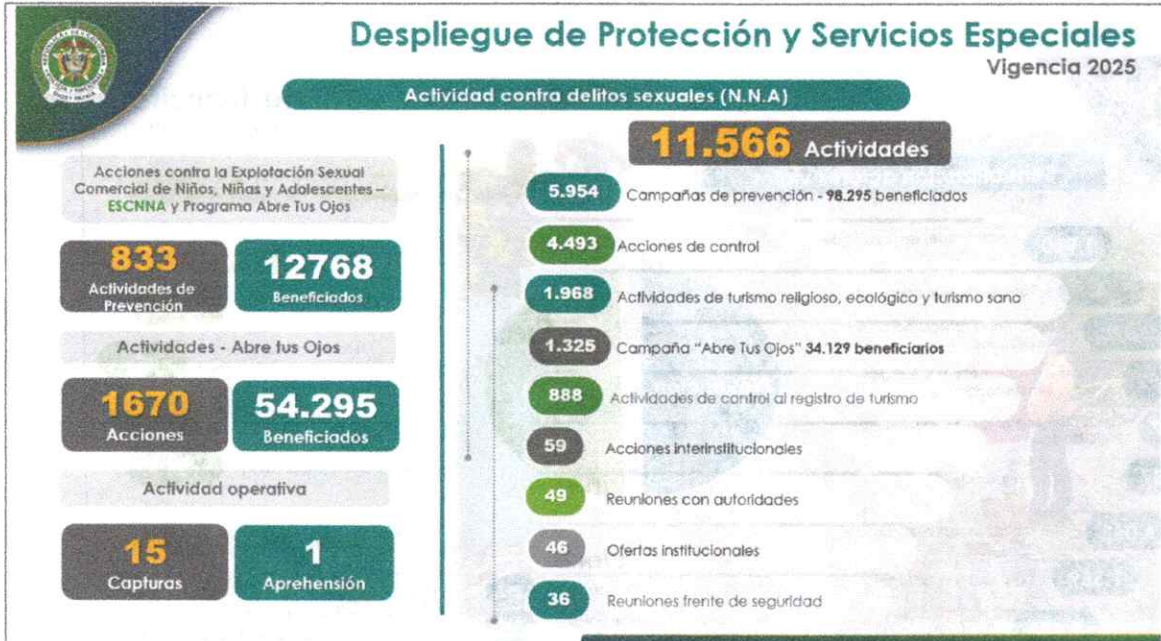 Despliegue de Protección y Servicios Especiales
Vigencia 2025
Actividad contra delitos sexuales (N.N.A)
Acciones contra la Explotación Sexual
Comercial de Niños, Niñas y Adolescentes –
ESCNNA y Programa Abre Tus Ojos
833
Actividades de
Prevención
12768
Beneficiados
Actividades - Abre tus Ojos
1670
Acciones
54.295
Beneficiados
Actividad operativa
15
Capturas
1
Aprehensión
11.566 Actividades
5.954 Campañas de prevención - 98.295 beneficiados
4.493 Acciones de control
1.968 Actividades de turismo religioso, ecológico y turismo sano
1.325 Campaña “Abre Tus Ojos” 34.129 beneficiarios
888 Actividades de control al registro de turismo
59 Acciones interinstitucionales
49 Reuniones con autoridades
46 Ofertas institucionales
36 Reuniones frente de seguridad